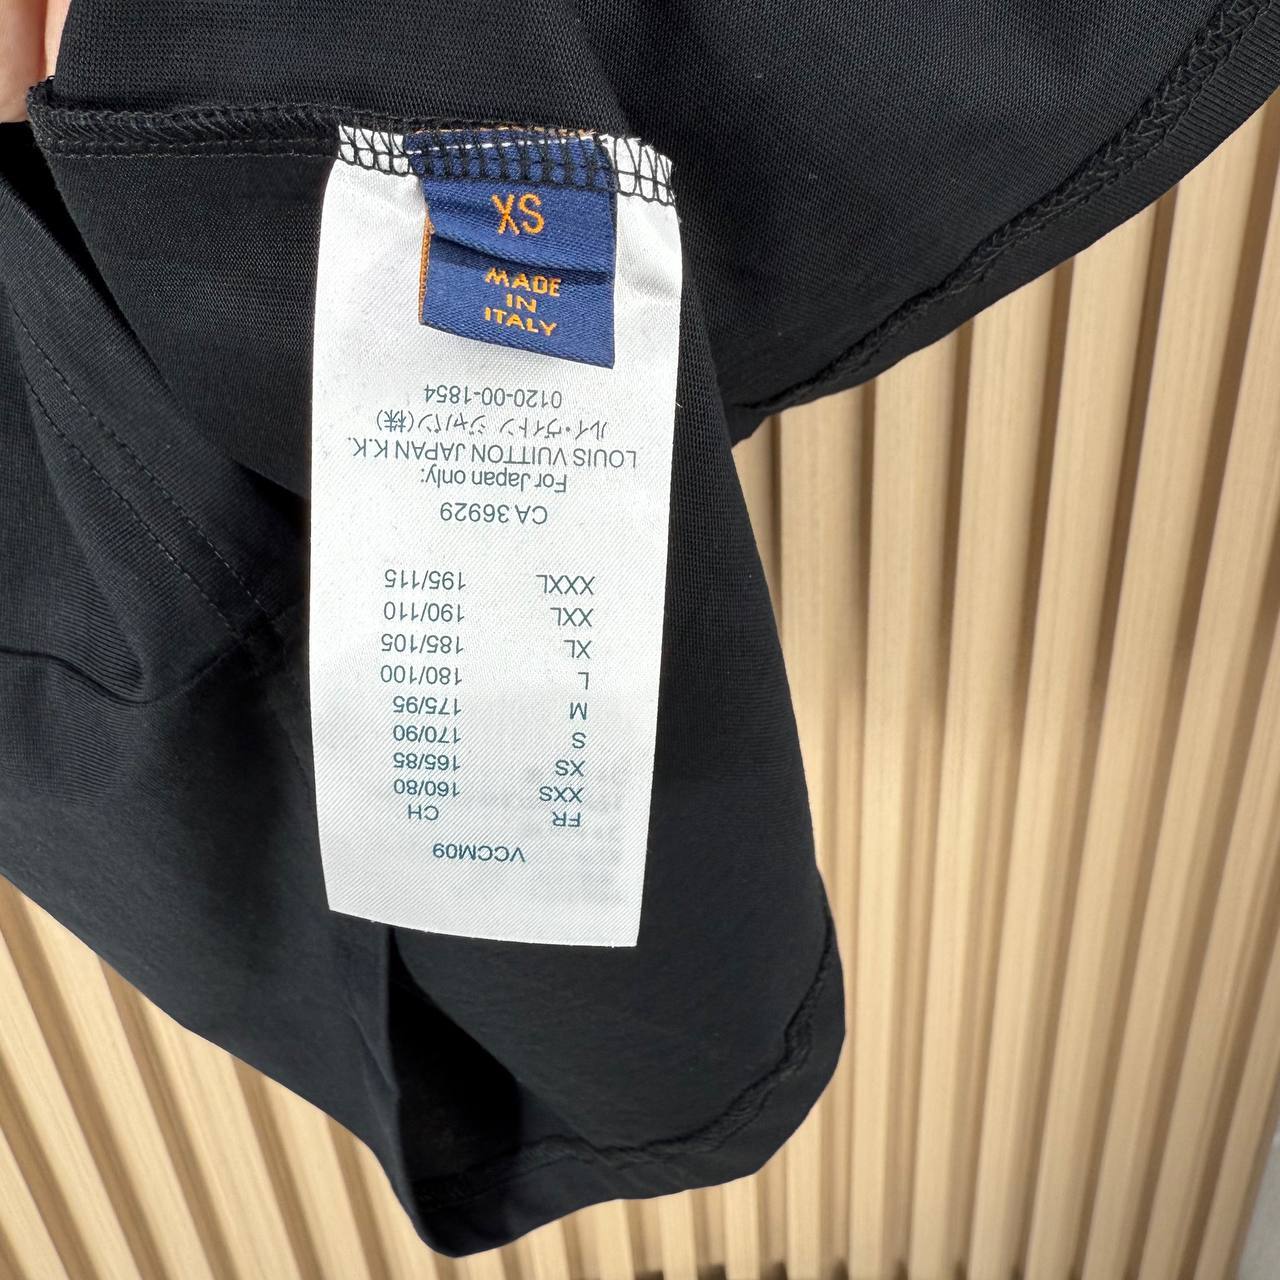 XS
MADE
IN
ITALY
VCCM09
FR CH
XXS 160/80
XS 165/85
S 170/90
M 175/95
L 180/100
XL 185/105
XXL 190/110
XXXL 195/115
CA 36929
For Japan only:
LOUIS VUITTON JAPAN K.K.
ルイ・ヴィトン ジャパン(株)
0120-00-1854